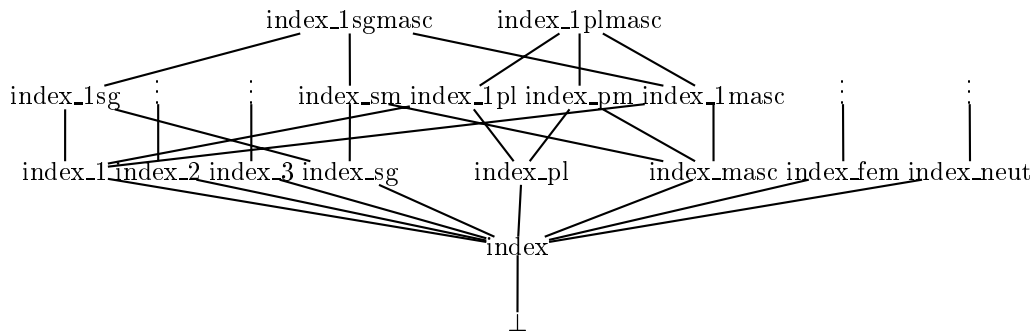 index_1sgmasc index_1plmasc
index_1sg ⋮ ⋮ index_sm index_1pl index_pm index_1masc ⋮ ⋮
index_1 index_2 index_3 index_sg index_pl index_masc index_fem index_neut
index
⊥